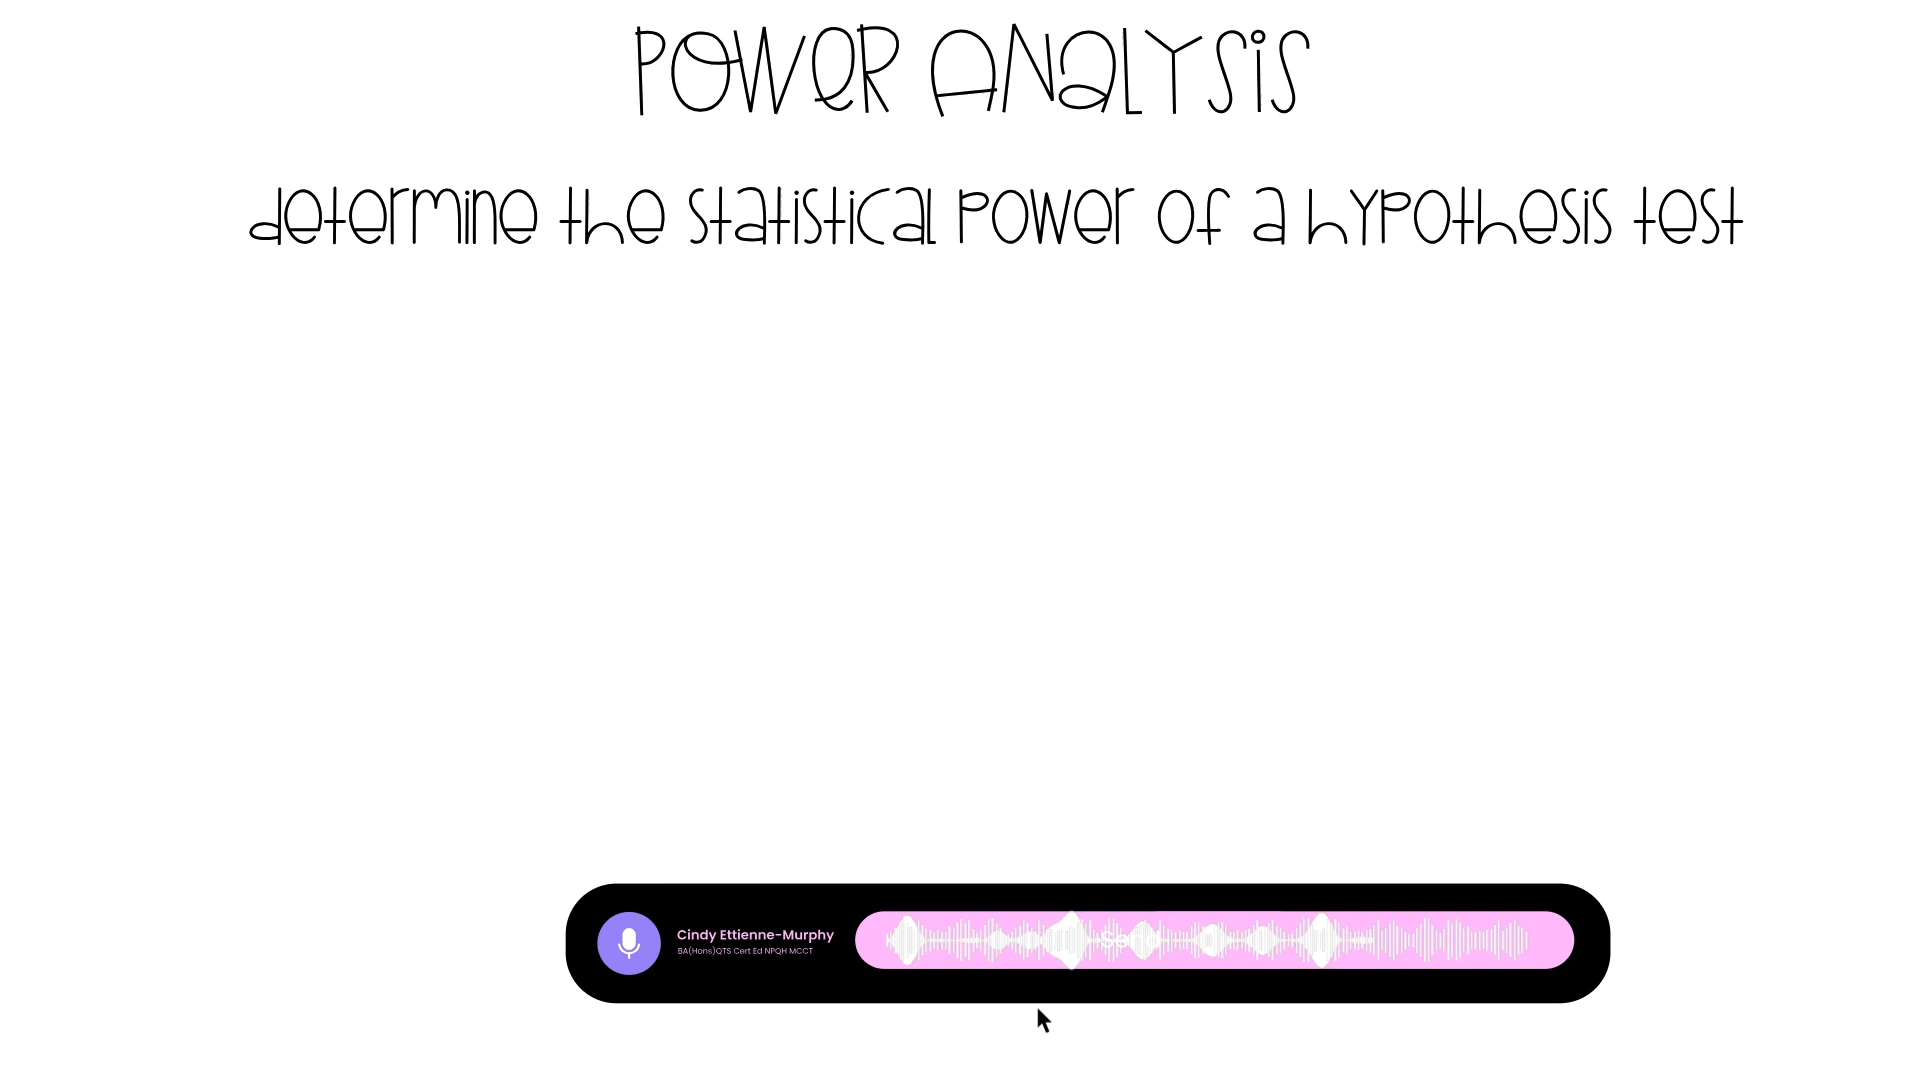 POWER ANALYSIS
determine the statistical power of a hypothesis test
Cindy Ettienne-Murphy
BA(Hons)QTS Cert Ed NPQH MCCT